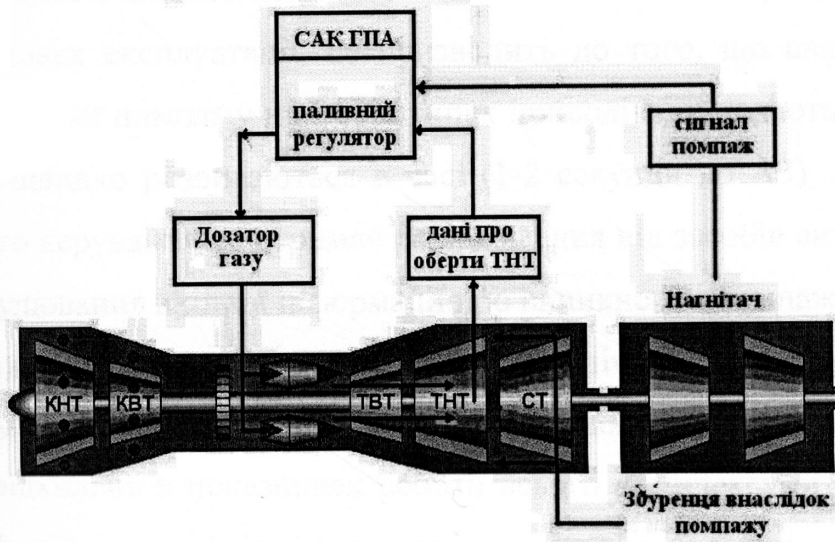 САК ГПА
паливний
регулятор
сигнал
помпаж
Дозатор
газу
дані про
оберти ТНТ
Нагнітач
КНТ
КВТ
ТВТ
ТНТ
СТ
Збурення внаслідок
помпажу